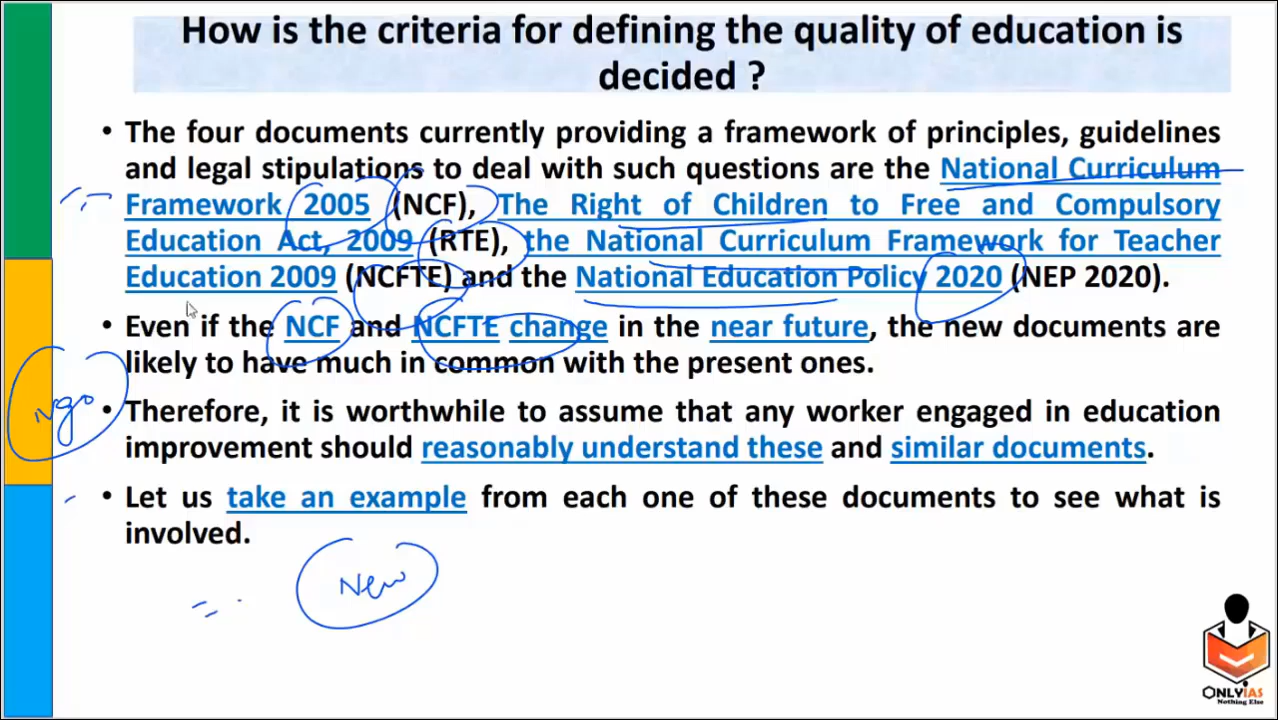 How is the criteria for defining the quality of education is
decided ?
• The four documents currently providing a framework of principles, guidelines
and legal stipulations to deal with such questions are the National Curriculum
Framework 2005 (NCF), The Right of Children to Free and Compulsory
Education Act, 2009 (RTE), the National Curriculum Framework for Teacher
Education 2009 (NCFTE) and the National Education Policy 2020 (NEP 2020).
• Even if the NCF and NCFTE change in the near future, the new documents are
likely to have much in common with the present ones.
Ngo
• Therefore, it is worthwhile to assume that any worker engaged in education
improvement should reasonably understand these and similar documents.
• Let us take an example from each one of these documents to see what is
involved.
New
ONLYIAS
Nothing Else